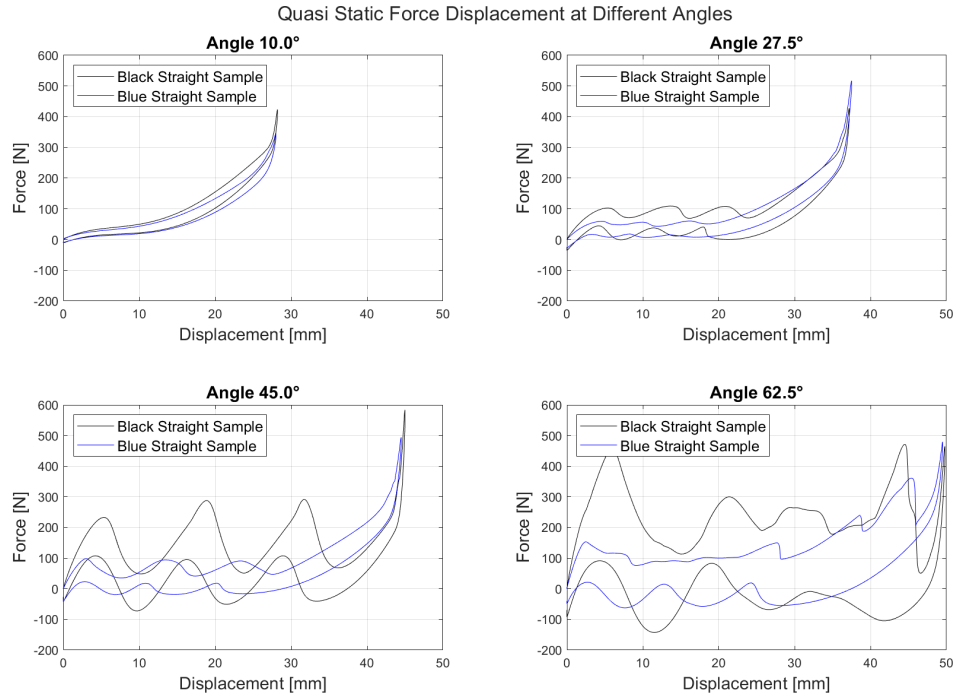 Quasi Static Force Displacement at Different Angles
Angle 10.0°
600
500
400
300
200
100
0
-100
-200
Force [N]
Black Straight Sample
Blue Straight Sample
0 10 20 30 40 50
Displacement [mm]
Angle 27.5°
600
500
400
300
200
100
0
-100
-200
Force [N]
Black Straight Sample
Blue Straight Sample
0 10 20 30 40 50
Displacement [mm]
Angle 45.0°
600
500
400
300
200
100
0
-100
-200
Force [N]
Black Straight Sample
Blue Straight Sample
0 10 20 30 40 50
Displacement [mm]
Angle 62.5°
600
500
400
300
200
100
0
-100
-200
Force [N]
Black Straight Sample
Blue Straight Sample
0 10 20 30 40 50
Displacement [mm]